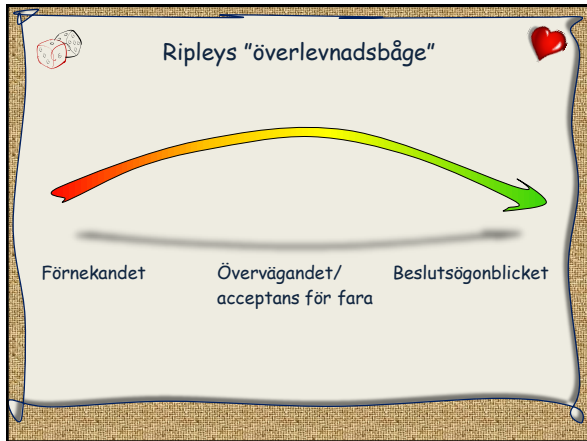 Ripleys ”överlevnadsbåge”
Förnekandet
Övervägandet/
acceptans för fara
Beslutsögonblicket